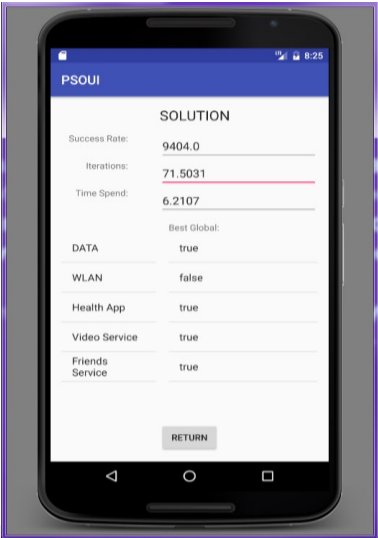 8:25
PSOUI
SOLUTION
Success Rate: 9404.0
Iterations: 71.5031
Time Spend: 6.2107
Best Global:
DATA true
WLAN false
Health App true
Video Service true
Friends
Service true
RETURN